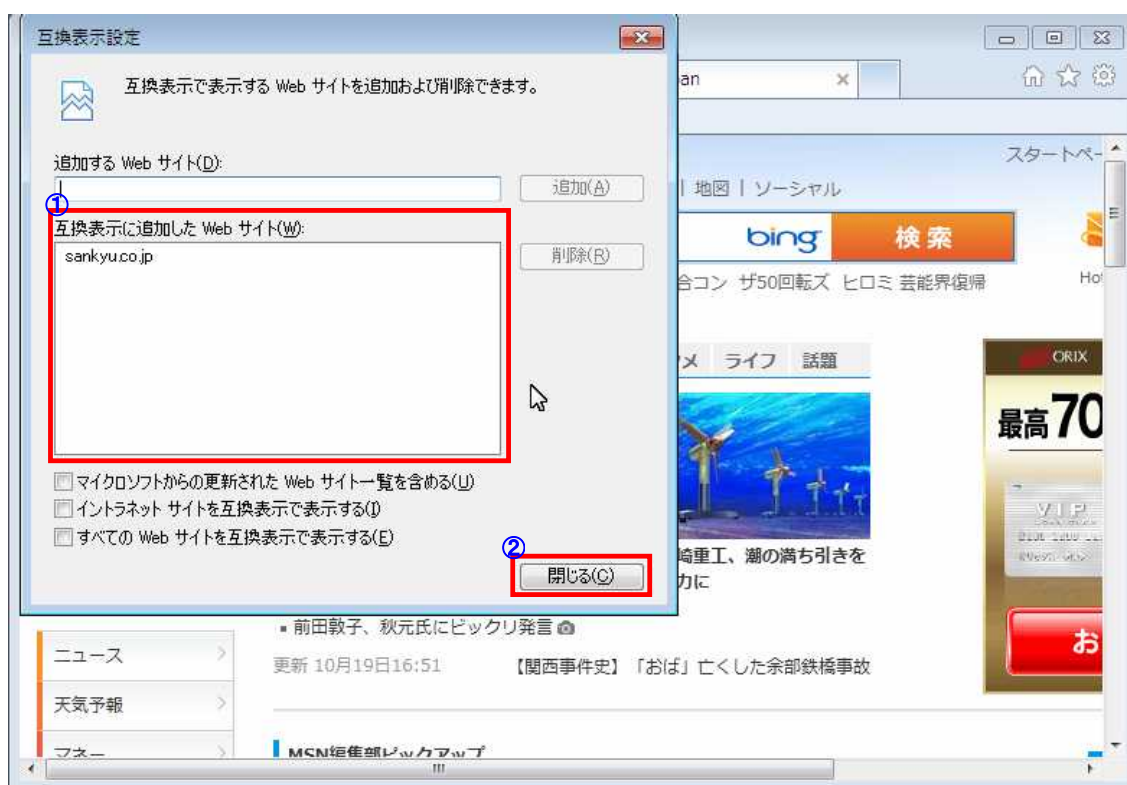 互換表示設定
互換表示で表示する Web サイトを追加および削除できます。
追加する Web サイト(D):
追加(A)
①
互換表示に追加した Web サイト(W):
sankyu.co.jp
削除(R)
マイクロソフトからの更新された Web サイト一覧を含める(U)
イントラネット サイトを互換表示で表示する(I)
すべての Web サイトを互換表示で表示する(E)
②
閉じる(C)
an
スタートペー
| 地図 | ソーシャル
bing
検索
合コン ザ50回転ズ ヒロミ 芸能界復帰
Ho
メ ライフ 話題
ORIX
最高70
VIP
崎重工、潮の満ち引きを
力に
お
▪ 前田敦子、秋元氏にビックリ発言
ニュース
更新 10月19日16:51
【関西事件史】「おば」亡くした余部鉄橋事故
天気予報
マネー
MSN編集部ピックアップ